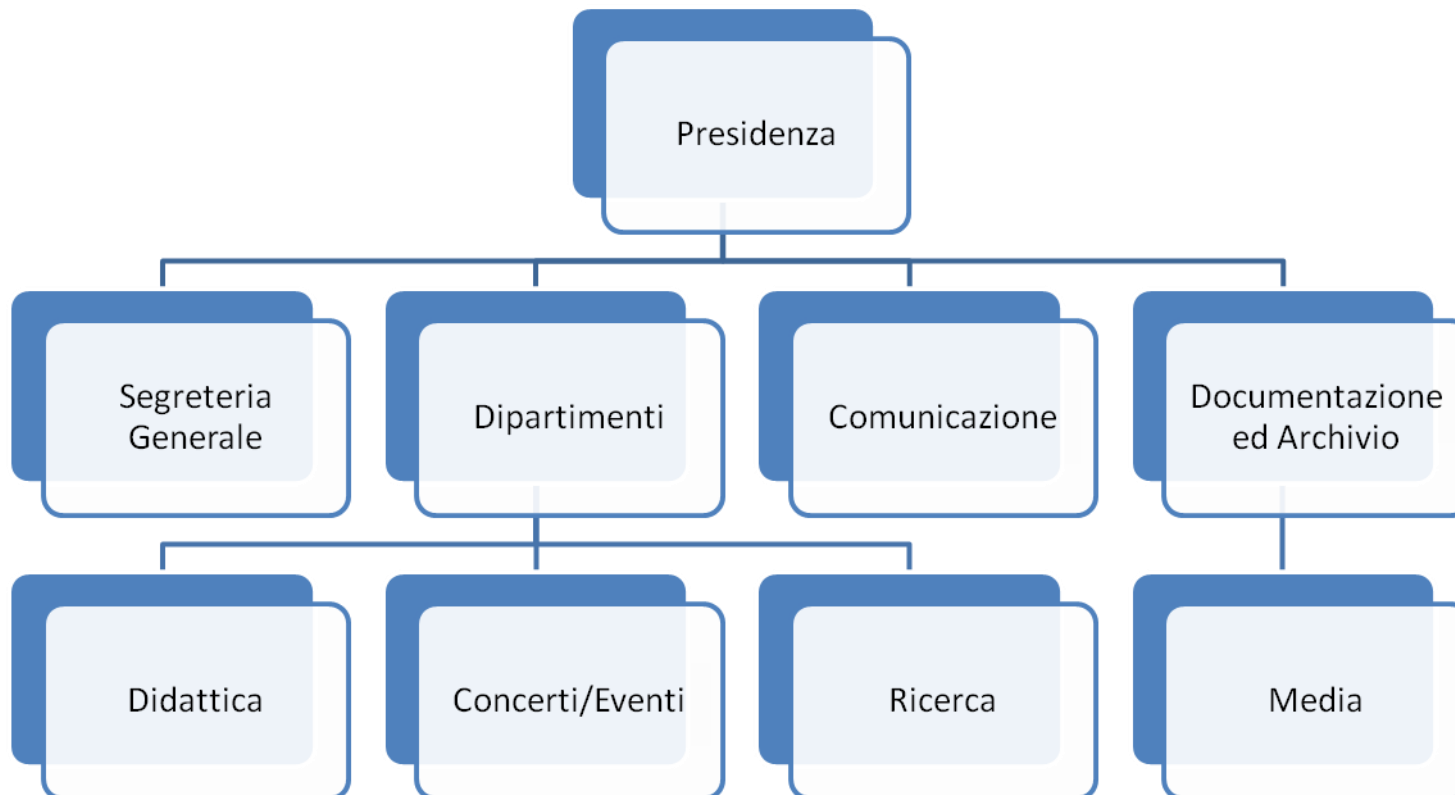 Presidenza
Segreteria
Generale
Dipartimenti
Comunicazione
Documentazione
ed Archivio
Didattica
Concerti/Eventi
Ricerca
Media